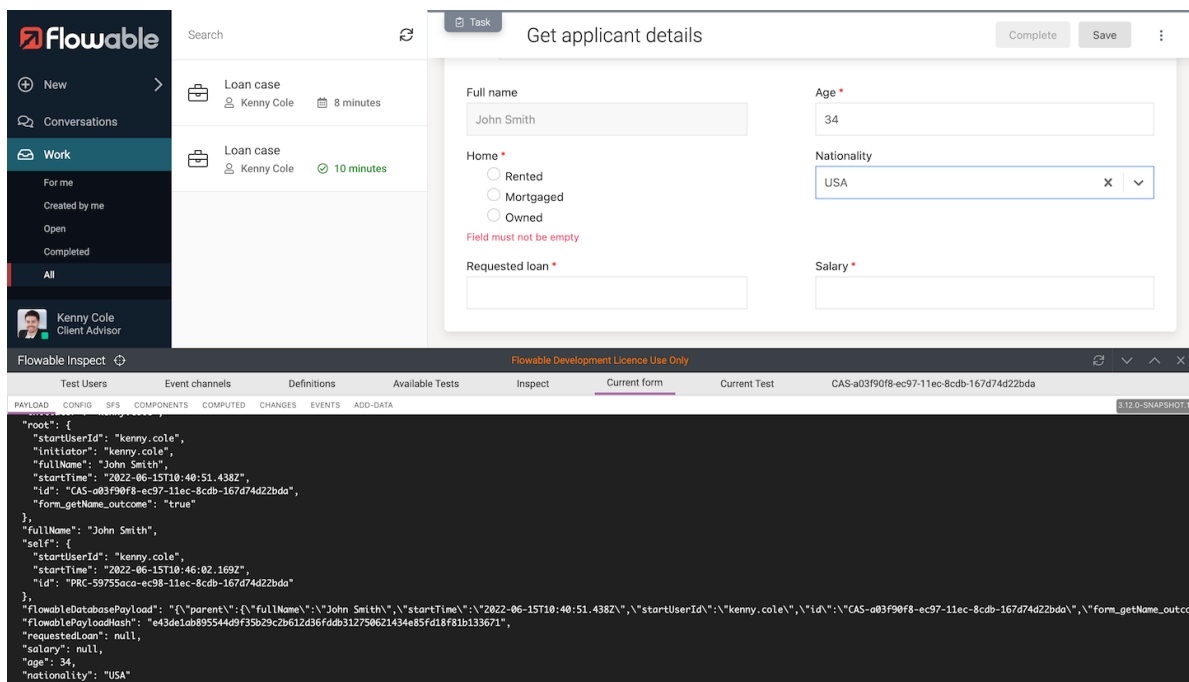 Flowable
New
Conversations
Work
For me
Created by me
Open
Completed
All
Kenny Cole
Client Advisor
Search
Loan case
Kenny Cole 8 minutes
Loan case
Kenny Cole 10 minutes
Task
Get applicant details
Complete Save
Full name
John Smith
Age *
34
Home *
Rented
Mortgaged
Owned
Field must not be empty
Nationality
USA
Requested loan *
Salary *
Flowable Inspect Flowable Development Licence Use Only
Test Users Event channels Definitions Available Tests Inspect Current form Current Test CAS-a03f90f8-ec97-11ec-8cdb-167d74d22bda
PAYLOAD CONFIG SFS COMPONENTS COMPUTED CHANGES EVENTS ADD-DATA 3.12.0-SNAPSHOT.1
"root": {
"startUserId": "kenny.cole",
"initiator": "kenny.cole",
"fullName": "John Smith",
"startTime": "2022-06-15T10:40:51.438Z",
"id": "CAS-a03f90f8-ec97-11ec-8cdb-167d74d22bda",
"form_getName_outcome": "true"
},
"fullName": "John Smith",
"self": {
"startUserId": "kenny.cole",
"startTime": "2022-06-15T10:46:02.169Z",
"id": "PRC-59755aca-ec98-11ec-8cdb-167d74d22bda"
},
"flowableDatabasePayload": "{\"parent\":{\"fullName\":\"John Smith\",\"startTime\":\"2022-06-15T10:40:51.438Z\",\"startUserId\":\"kenny.cole\",\"id\":\"CAS-a03f90f8-ec97-11ec-8cdb-167d74d22bda\",\"form_getName_outco
"flowablePayloadHash": "e43de1ab895544d9f35b29c2b612d36fddb312750621434e85fd18f81b133671",
"requestedLoan": null,
"salary": null,
"age": 34,
"nationality": "USA"